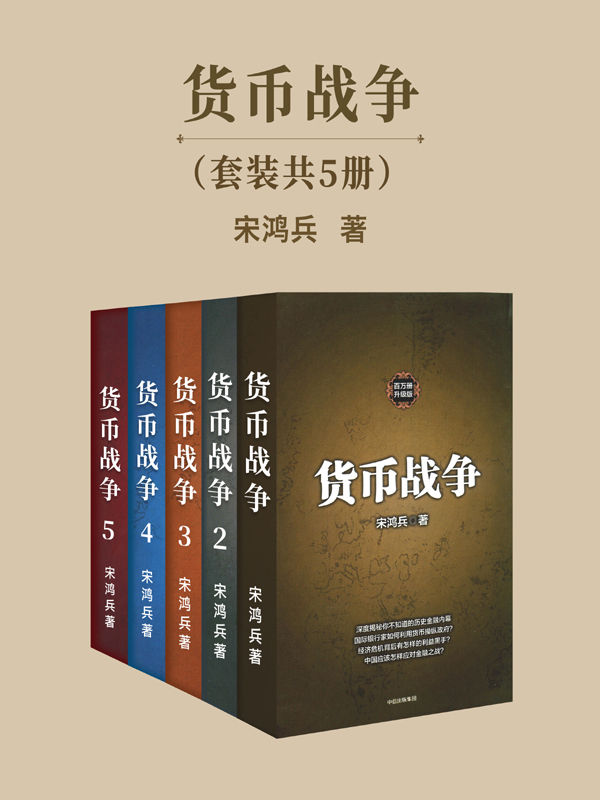 货币战争
（套装共5册）
宋鸿兵 著
货币战争 5
宋鸿兵著
货币战争 4
宋鸿兵著
货币战争 3
宋鸿兵著
货币战争 2
宋鸿兵著
货币战争
宋鸿兵著
百万册
升级版
货币战争
宋鸿兵◎著
深度揭秘你不知道的历史金融内幕
国际银行家如何利用货币操纵政府？
经济危机背后有怎样的利益黑手？
中国应该怎样应对金融之战？
中信出版集团